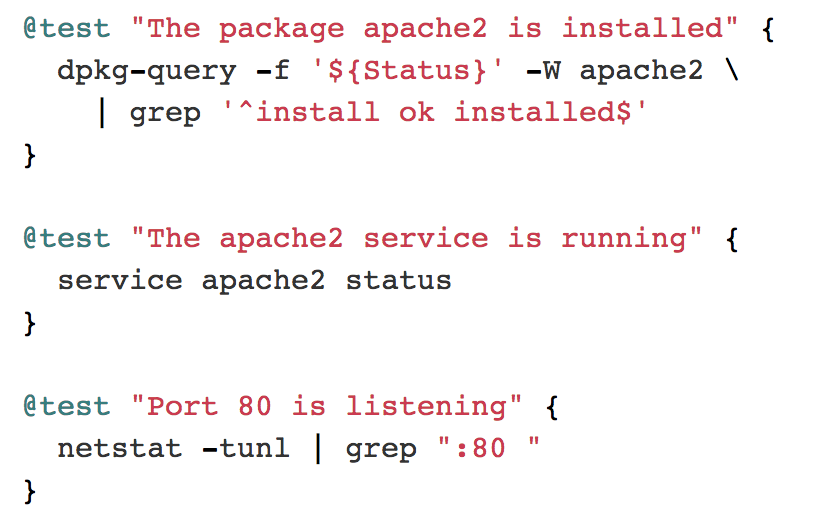 @test "The package apache2 is installed" {
  dpkg-query -f '${Status}' -W apache2 \
    | grep '^install ok installed$'
}

@test "The apache2 service is running" {
  service apache2 status
}

@test "Port 80 is listening" {
  netstat -tunl | grep ":80 "
}